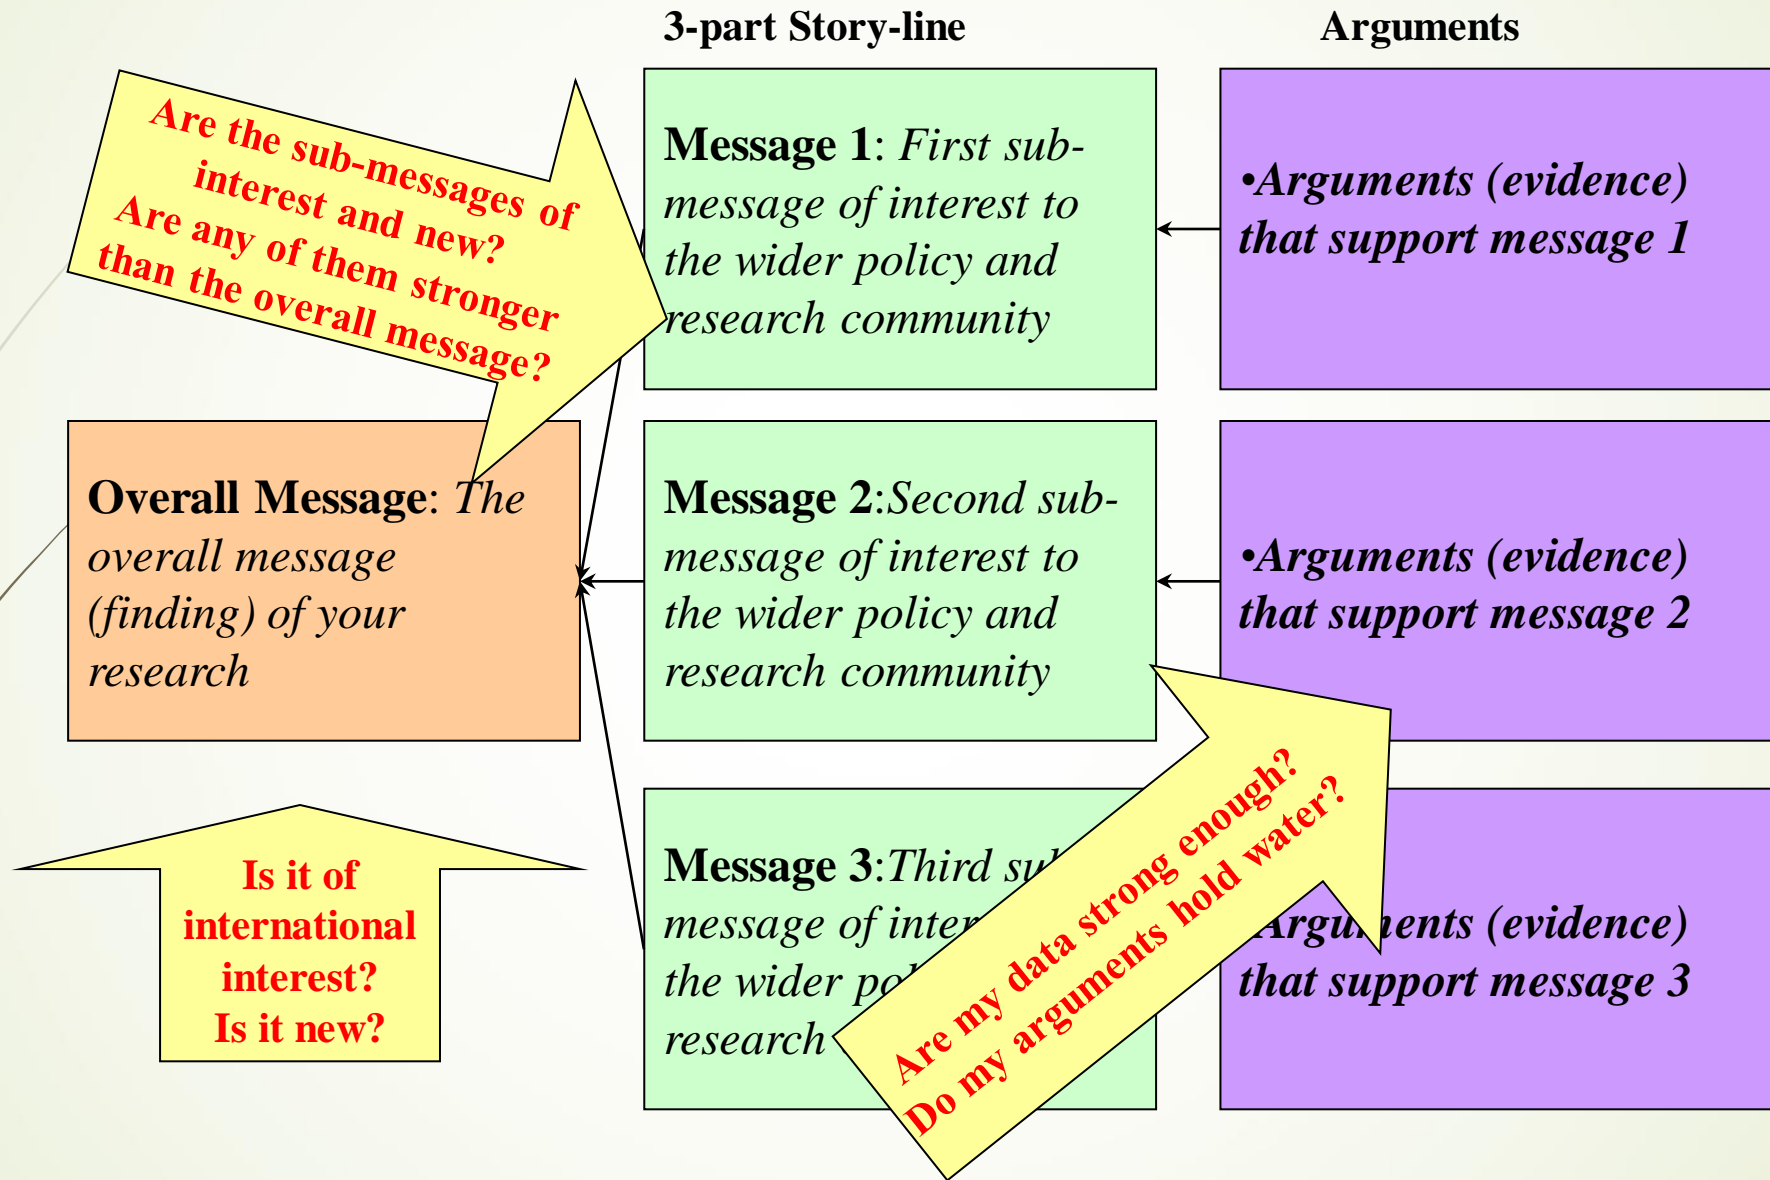 3-part Story-line
Arguments
Are the sub-messages of
interest and new?
Are any of them stronger
than the overall message?
Message 1: First sub-
message of interest to
the wider policy and
research community
•Arguments (evidence)
that support message 1
Overall Message: The
overall message
(finding) of your
research
Message 2:Second sub-
message of interest to
the wider policy and
research community
•Arguments (evidence)
that support message 2
Is it of
international
interest?
Is it new?
Message 3:Third
message of
the wider
research
Are my data strong enough?
Do my arguments hold water?
Arguments (evidence)
that support message 3